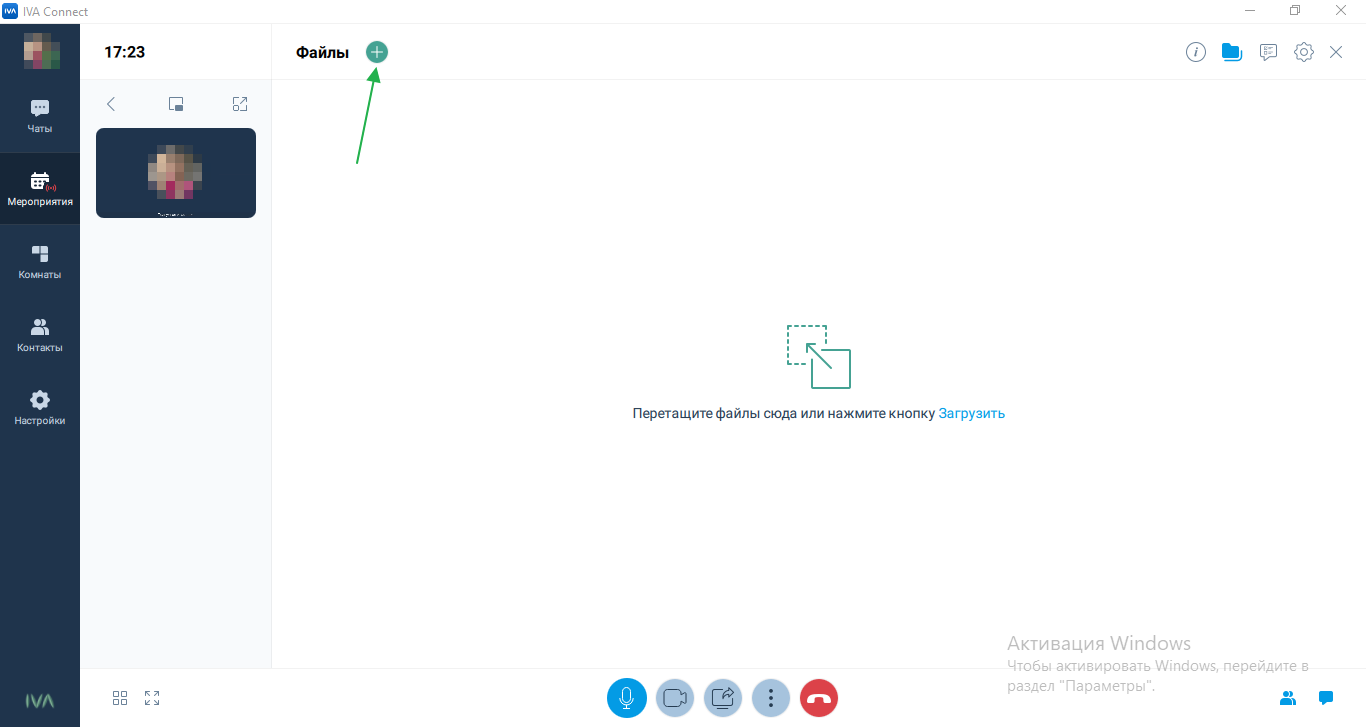 IVA IVA Connect
17:23
Файлы
Чаты
Мероприятия
Комнаты
Контакты
Настройки
Перетащите файлы сюда или нажмите кнопку Загрузить
Активация Windows
Чтобы активировать Windows, перейдите в
раздел "Параметры".
IVA